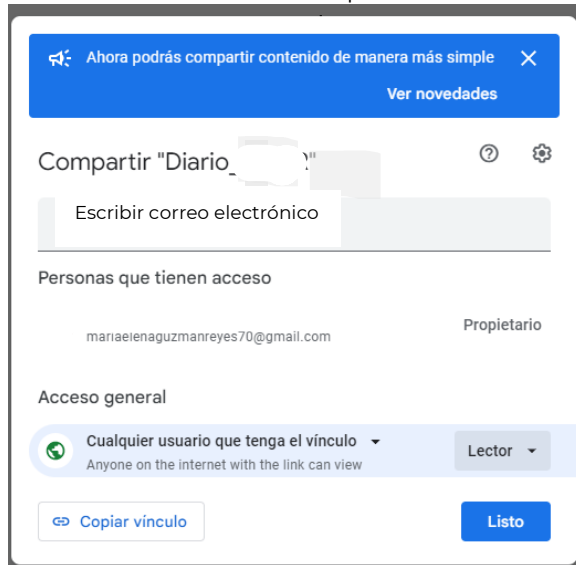 Ahora podrás compartir contenido de manera más simple
Ver novedades
Compartir "Diario_ "
Escribir correo electrónico
Personas que tienen acceso
mariaelenaguzmanreyes70@gmail.com
Propietario
Acceso general
Cualquier usuario que tenga el vínculo
Anyone on the internet with the link can view
Lector
Copiar vínculo
Listo